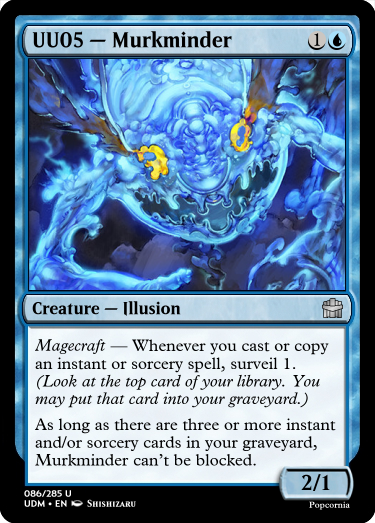 UU05 — Murkminder
1
Creature — Illusion
Magecraft — Whenever you cast or copy
an instant or sorcery spell, surveil 1.
(Look at the top card of your library. You
may put that card into your graveyard.)
As long as there are three or more instant
and/or sorcery cards in your graveyard,
Murkminder can't be blocked.
2/1
086/285 U
UDM • EN Shishizaru
Popcornia